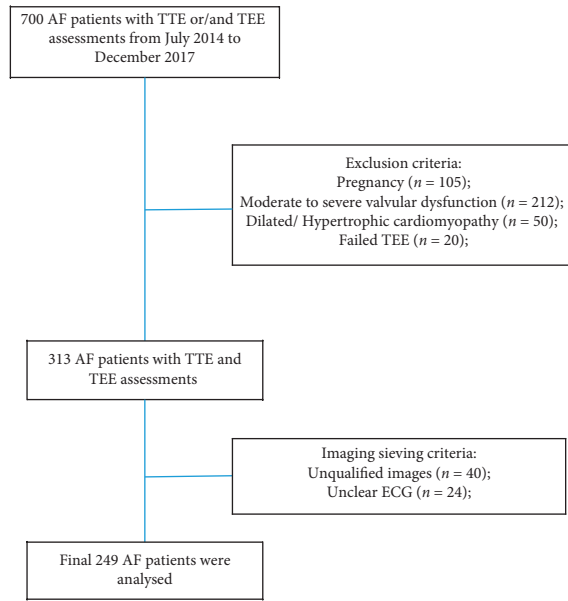 700 AF patients with TTE or/and TEE
assessments from July 2014 to
December 2017
Exclusion criteria:
Pregnancy (n = 105);
Moderate to severe valvular dysfunction (n = 212);
Dilated/ Hypertrophic cardiomyopathy (n = 50);
Failed TEE (n = 20);
313 AF patients with TTE and
TEE assessments
Imaging sieving criteria:
Unqualified images (n = 40);
Unclear ECG (n = 24);
Final 249 AF patients were
analysed